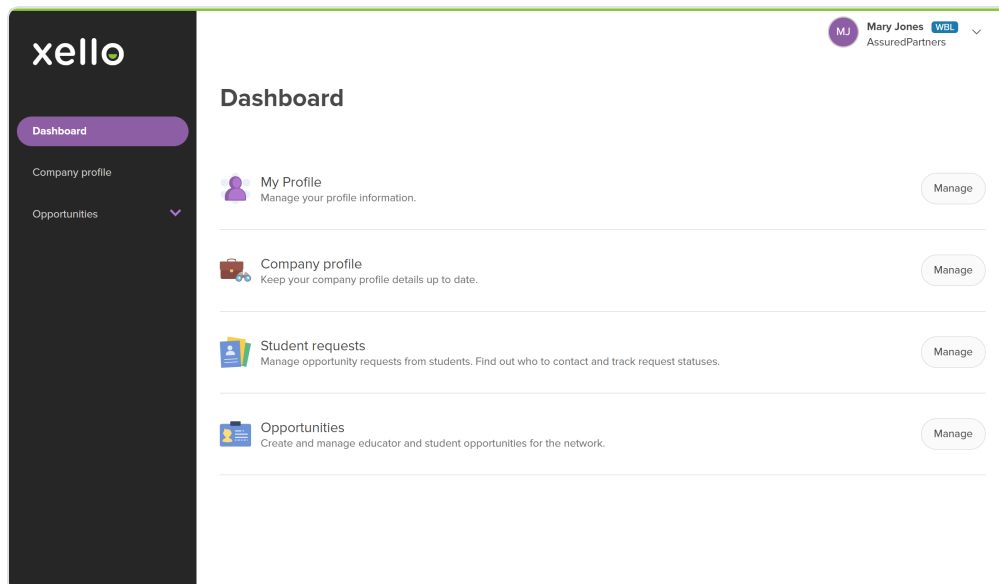 xello
MJ
Mary Jones WBL
AssuredPartners
Dashboard
Company profile
Opportunities
Dashboard
My Profile
Manage your profile information.
Manage
Company profile
Keep your company profile details up to date.
Manage
Student requests
Manage opportunity requests from students. Find out who to contact and track request statuses.
Manage
Opportunities
Create and manage educator and student opportunities for the network.
Manage